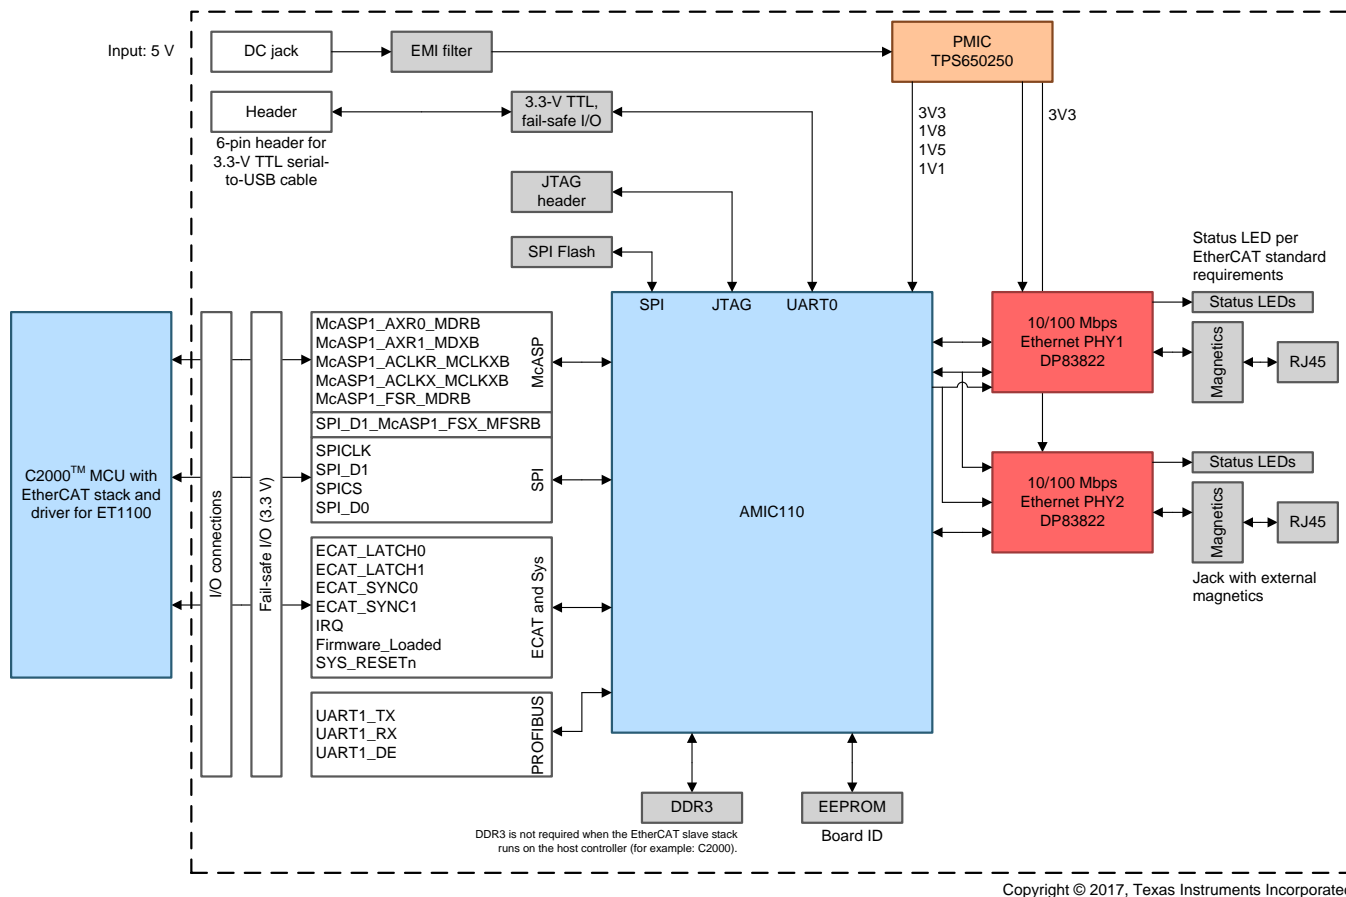 Input: 5 V
DC jack
EMI filter
PMIC
TPS650250
Header
6-pin header for
3.3-V TTL serial-
to-USB cable
3.3-V TTL,
fail-safe I/O
3V3
1V8
1V5
1V1
3V3
JTAG
header
SPI Flash
Status LED per
EtherCAT standard
requirements
SPI
JTAG
UART0
C2000TM MCU with
EtherCAT stack and
driver for ET1100
I/O connections
Fail-safe I/O (3.3 V)
McASP1_AXR0_MDRB
McASP1_AXR1_MDXB
McASP1_ACLKR_MCLKXB
McASP1_ACLKX_MCLKXB
McASP1_FSR_MDRB
McASP
SPI_D1_McASP1_FSX_MFSRB
SPICLK
SPI_D1
SPICS
SPI_D0
SPI
ECAT_LATCH0
ECAT_LATCH1
ECAT_SYNC0
ECAT_SYNC1
IRQ
Firmware_Loaded
SYS_RESETn
ECAT and Sys
UART1_TX
UART1_RX
UART1_DE
PROFIBUS
AMIC110
10/100 Mbps
Ethernet PHY1
DP83822
Status LEDs
Magnetics
RJ45
10/100 Mbps
Ethernet PHY2
DP83822
Status LEDs
Magnetics
RJ45
Jack with external
magnetics
DDR3
DDR3 is not required when the EtherCAT slave stack
runs on the host controller (for example: C2000).
EEPROM
Board ID
Copyright © 2017, Texas Instruments Incorporated